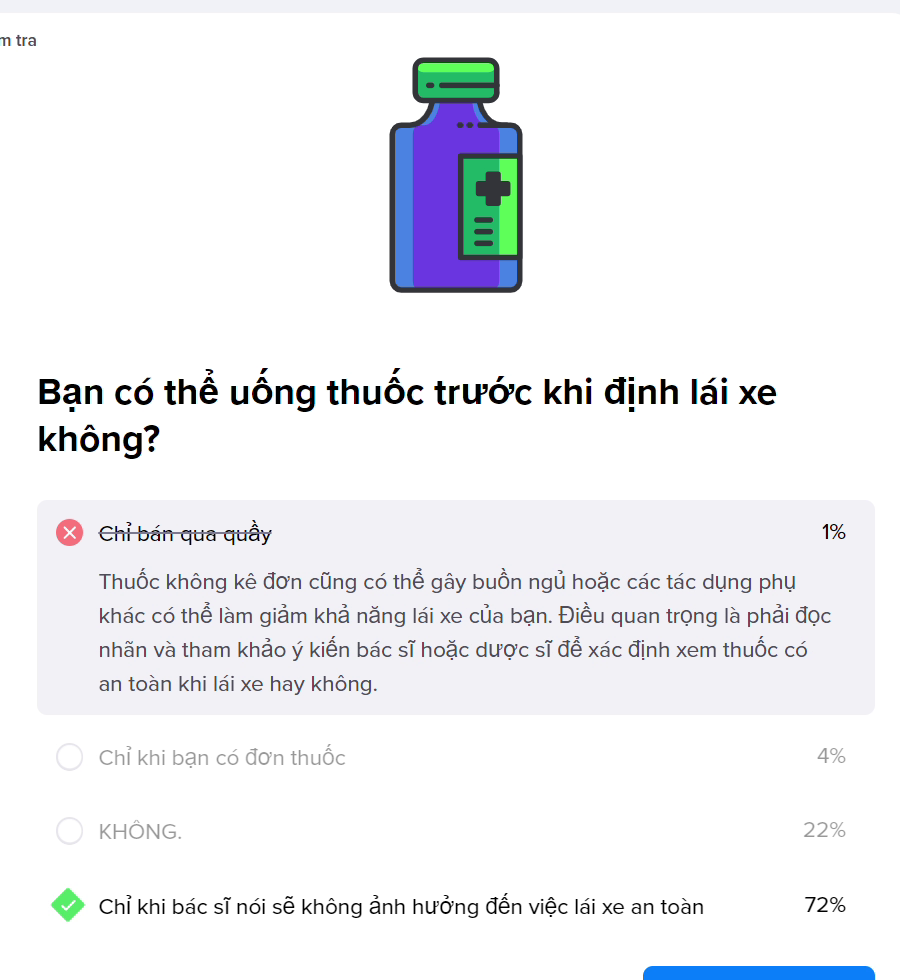 m tra
Bạn có thể uống thuốc trước khi định lái xe
không?
Chỉ bán qua quầy 1%
Thuốc không kê đơn cũng có thể gây buồn ngủ hoặc các tác dụng phụ
khác có thể làm giảm khả năng lái xe của bạn. Điều quan trọng là phải đọc
nhãn và tham khảo ý kiến bác sĩ hoặc dược sĩ để xác định xem thuốc có
an toàn khi lái xe hay không.
Chỉ khi bạn có đơn thuốc 4%
KHÔNG. 22%
Chỉ khi bác sĩ nói sẽ không ảnh hưởng đến việc lái xe an toàn 72%